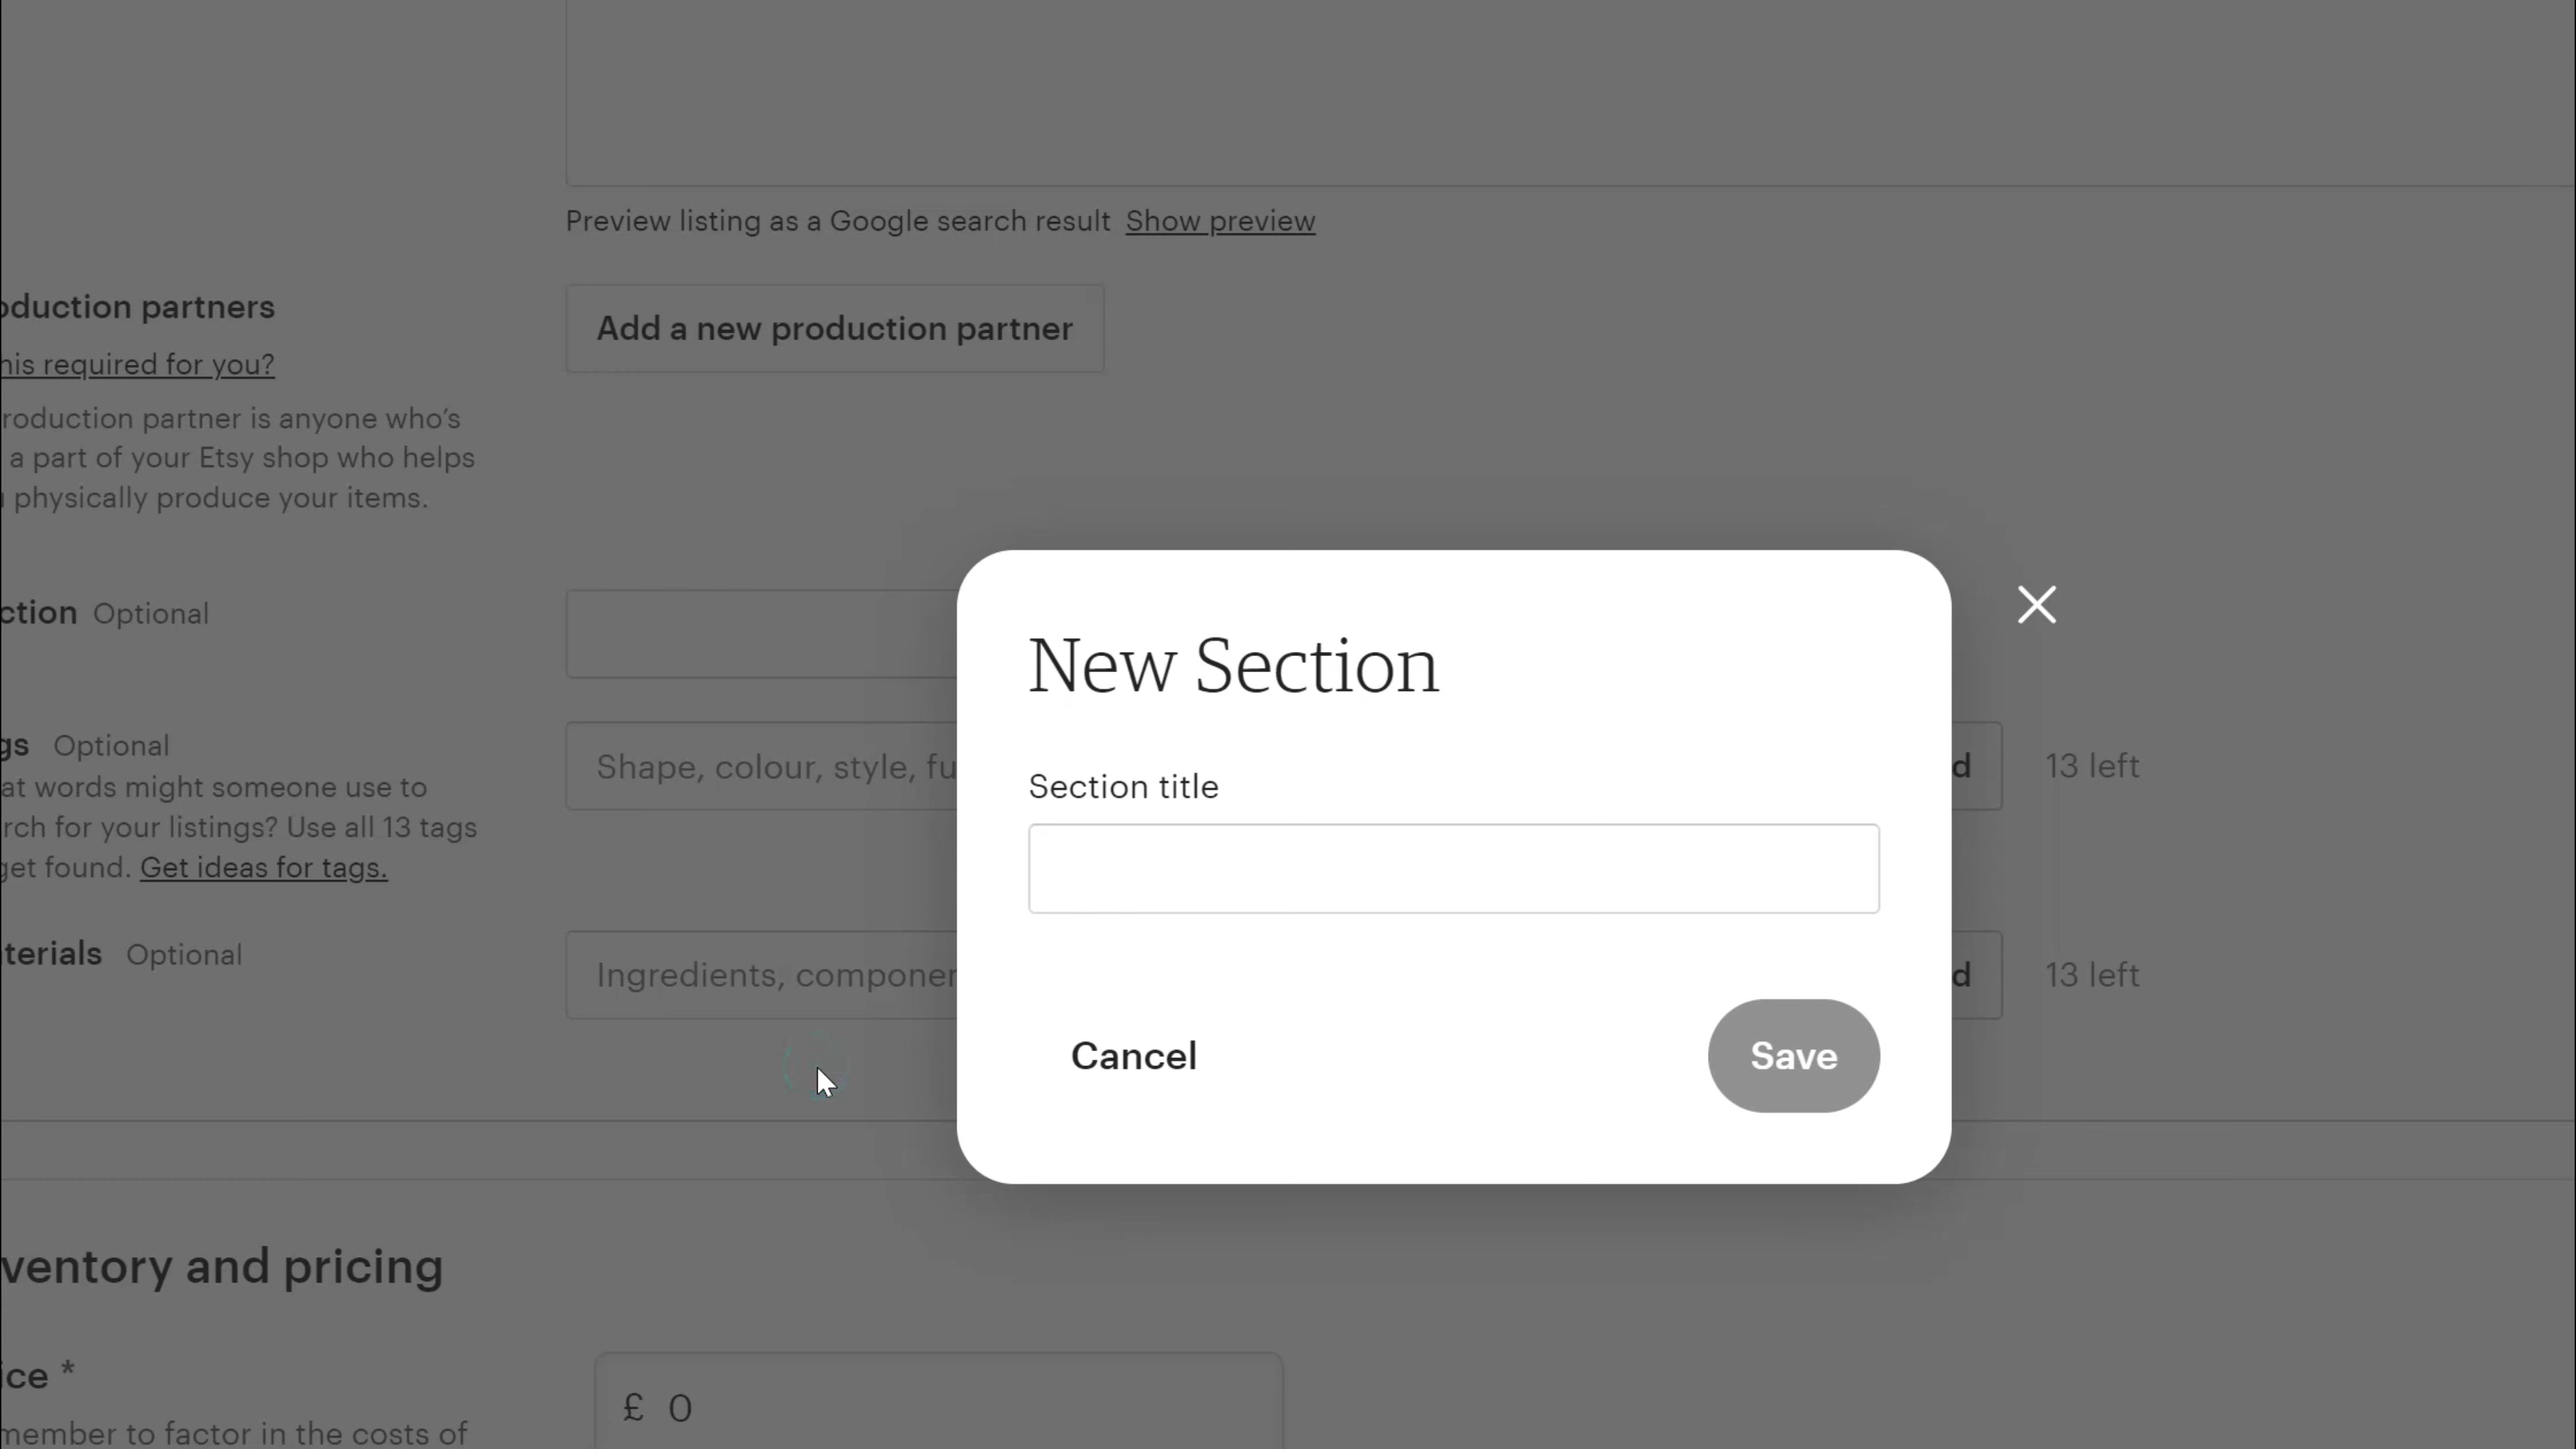 Preview listing as a Google search result Show preview
oduction partners
Add a new production partner
his required for you?
roduction partner is anyone who's
a part of your Etsy shop who helps
physically produce your items.
ction Optional
New Section
gs Optional
Shape, colour, style, fu
d 13 left
Section title
at words might someone use to
rch for your listings? Use all 13 tags
get found. Get ideas for tags.
terials Optional
Ingredients, componen
d 13 left
Cancel
Save
ventory and pricing
ice *
£ 0
member to factor in the costs of